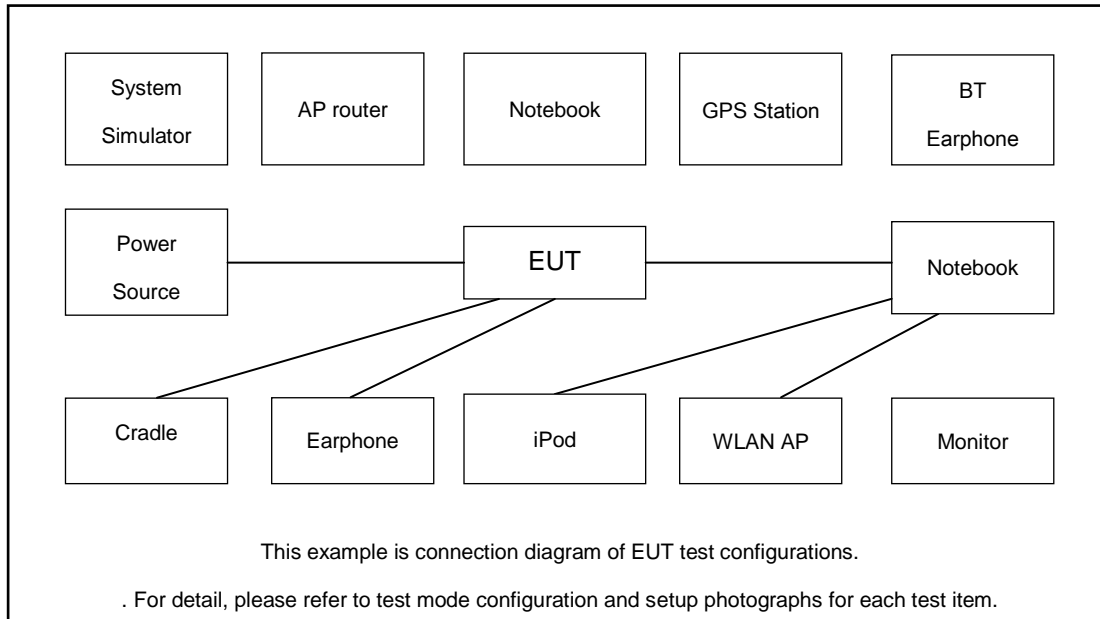 System
Simulator
AP router
Notebook
GPS Station
BT
Earphone
Power
Source
EUT
Notebook
Cradle
Earphone
iPod
WLAN AP
Monitor
This example is connection diagram of EUT test configurations.
. For detail, please refer to test mode configuration and setup photographs for each test item.